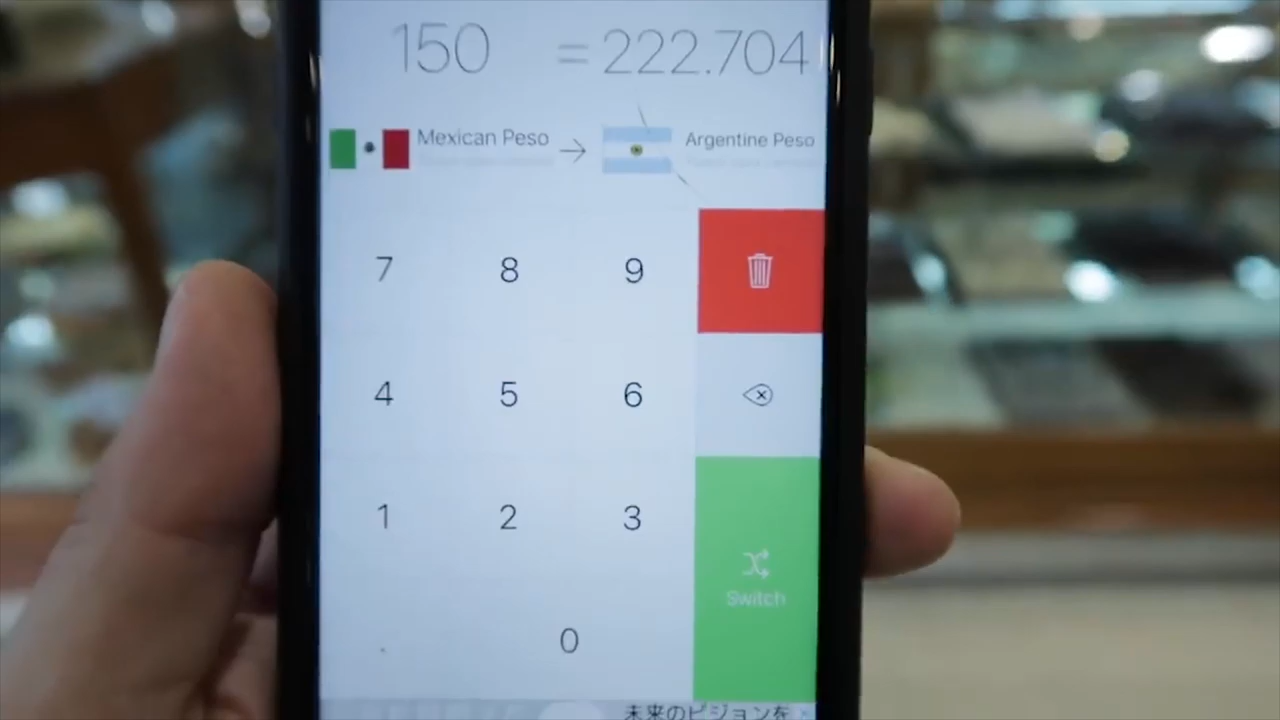 150 = 222.704
Mexican Peso → Argentine Peso
7 8 9
4 5 6
1 2 3
Switch
. 0
未来のビジョンを